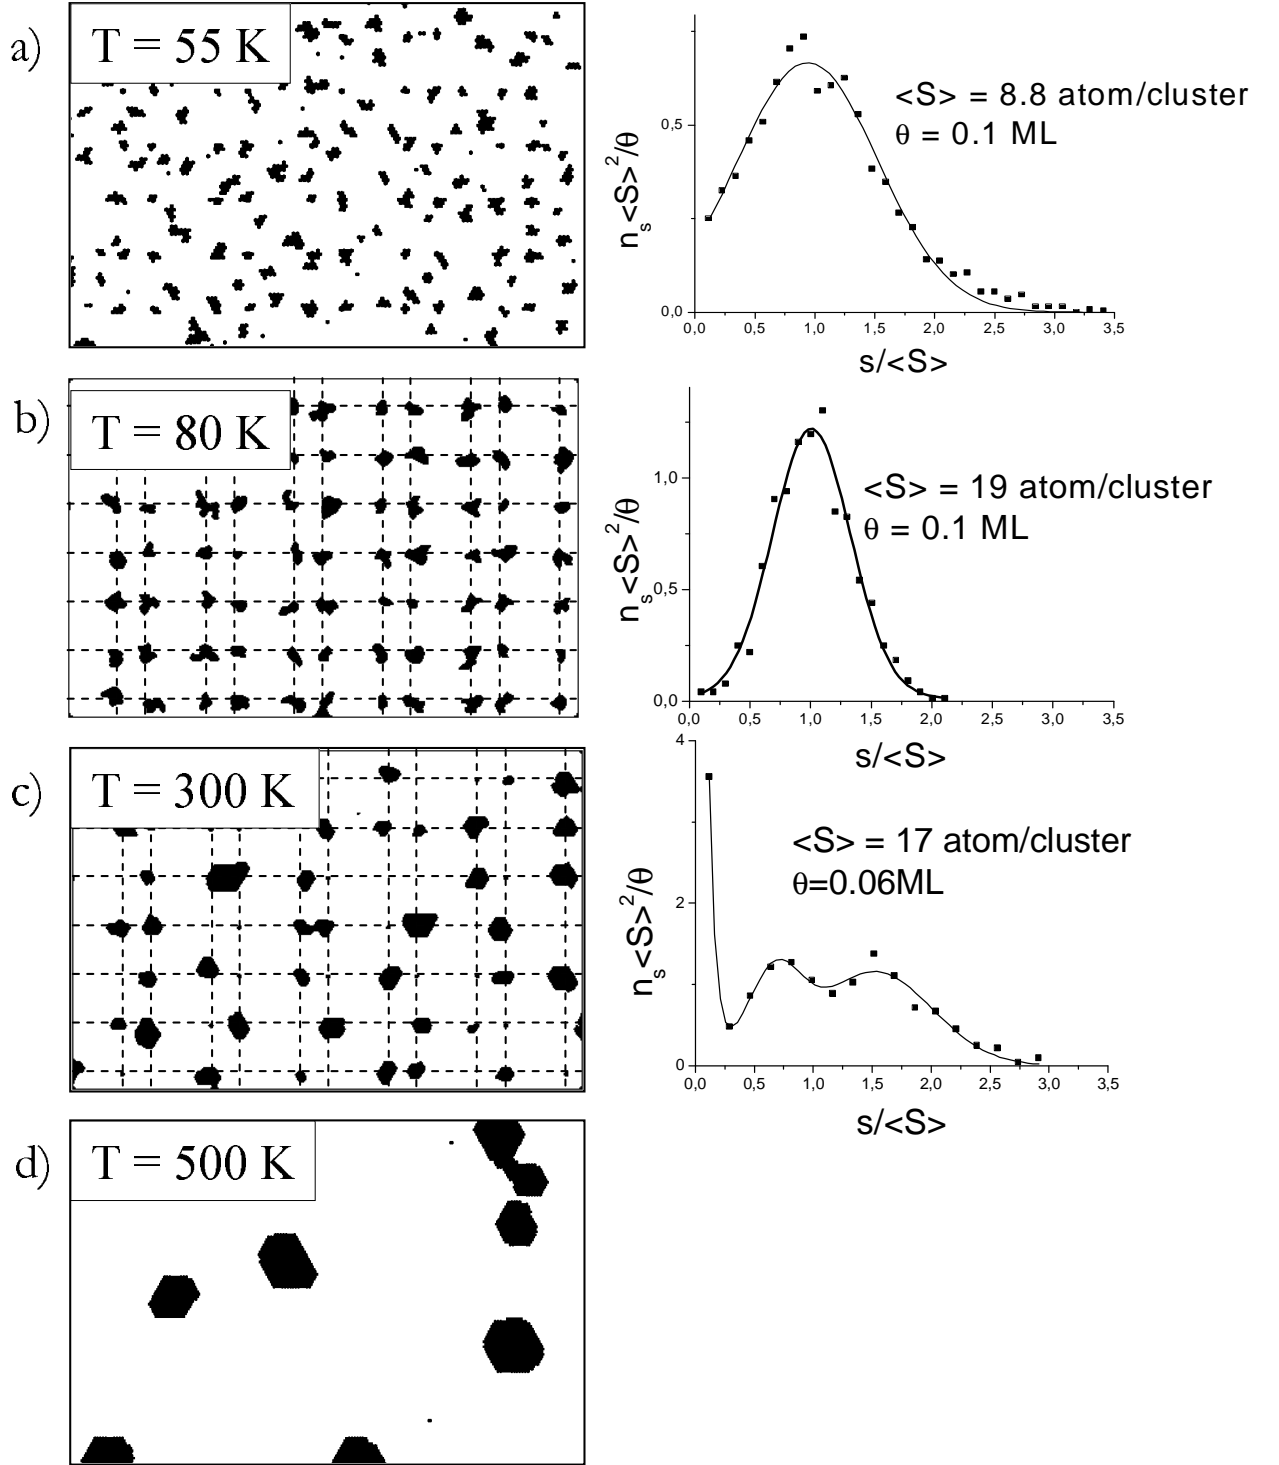 a)
T = 55 K
0,5
0,0
n_s<S>²/θ
<S> = 8.8 atom/cluster
θ = 0.1 ML
0,0 0,5 1,0 1,5 2,0 2,5 3,0 3,5
s/<S>
b)
T = 80 K
1,0
0,5
0,0
n_s<S>²/θ
<S> = 19 atom/cluster
θ = 0.1 ML
0,0 0,5 1,0 1,5 2,0 2,5 3,0 3,5
s/<S>
c)
T = 300 K
4
2
0
n_s<S>²/θ
<S> = 17 atom/cluster
θ=0.06ML
0,0 0,5 1,0 1,5 2,0 2,5 3,0 3,5
s/<S>
d)
T = 500 K